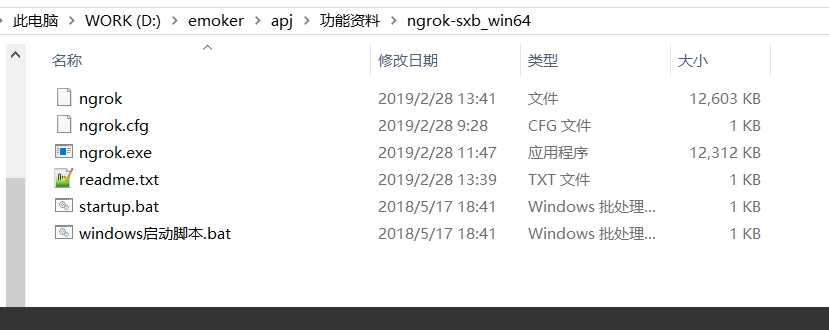 此电脑 > WORK (D:) > emoker > apj > 功能资料 > ngrok-sxb_win64
名称 修改日期 类型 大小
ngrok 2019/2/28 13:41 文件 12,603 KB
ngrok.cfg 2019/2/28 9:28 CFG 文件 1 KB
ngrok.exe 2019/2/28 11:47 应用程序 12,312 KB
readme.txt 2019/2/28 13:39 TXT 文件 1 KB
startup.bat 2018/5/17 18:41 Windows 批处理... 1 KB
windows启动脚本.bat 2018/5/17 18:41 Windows 批处理... 1 KB